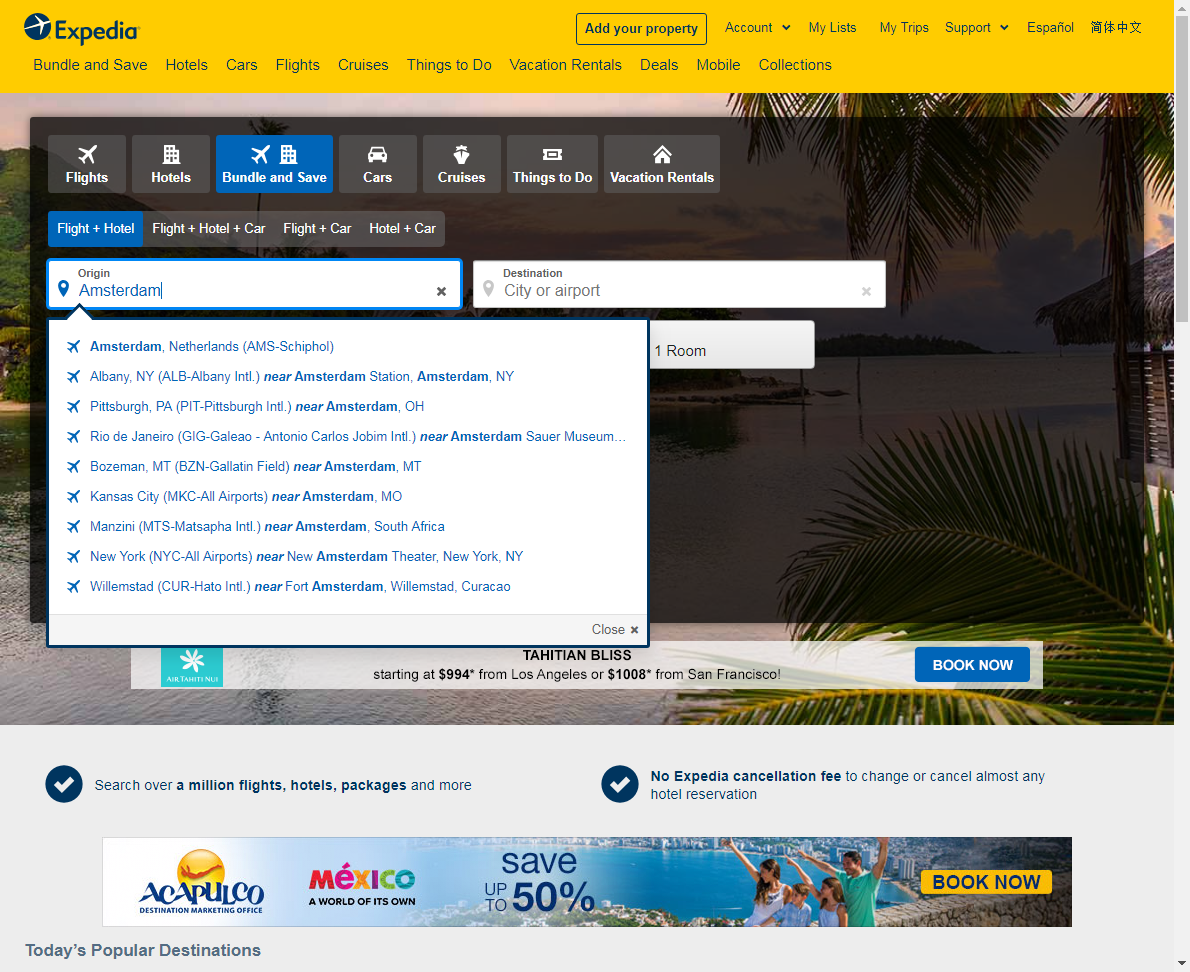 Expedia
Add your property
Account
My Lists
My Trips
Support
Español
简体中文
Bundle and Save
Hotels
Cars
Flights
Cruises
Things to Do
Vacation Rentals
Deals
Mobile
Collections
Flights
Hotels
Bundle and Save
Cars
Cruises
Things to Do
Vacation Rentals
Flight + Hotel
Flight + Hotel + Car
Flight + Car
Hotel + Car
Origin
Amsterdam
Destination
City or airport
1 Room
Amsterdam, Netherlands (AMS-Schiphol)
Albany, NY (ALB-Albany Intl.) near Amsterdam Station, Amsterdam, NY
Pittsburgh, PA (PIT-Pittsburgh Intl.) near Amsterdam, OH
Rio de Janeiro (GIG-Galeao - Antonio Carlos Jobim Intl.) near Amsterdam Sauer Museum...
Bozeman, MT (BZN-Gallatin Field) near Amsterdam, MT
Kansas City (MKC-All Airports) near Amsterdam, MO
Manzini (MTS-Matsapha Intl.) near Amsterdam, South Africa
New York (NYC-All Airports) near New Amsterdam Theater, New York, NY
Willemstad (CUR-Hato Intl.) near Fort Amsterdam, Willemstad, Curacao
Close
AIR TAHITI NUI
TAHITIAN BLISS
starting at $994* from Los Angeles or $1008* from San Francisco!
BOOK NOW
Search over a million flights, hotels, packages and more
No Expedia cancellation fee to change or cancel almost any
hotel reservation
ACAPULCO
DESTINATION MARKETING OFFICE
México
A WORLD OF ITS OWN
save
UP TO 50%
BOOK NOW
Today's Popular Destinations